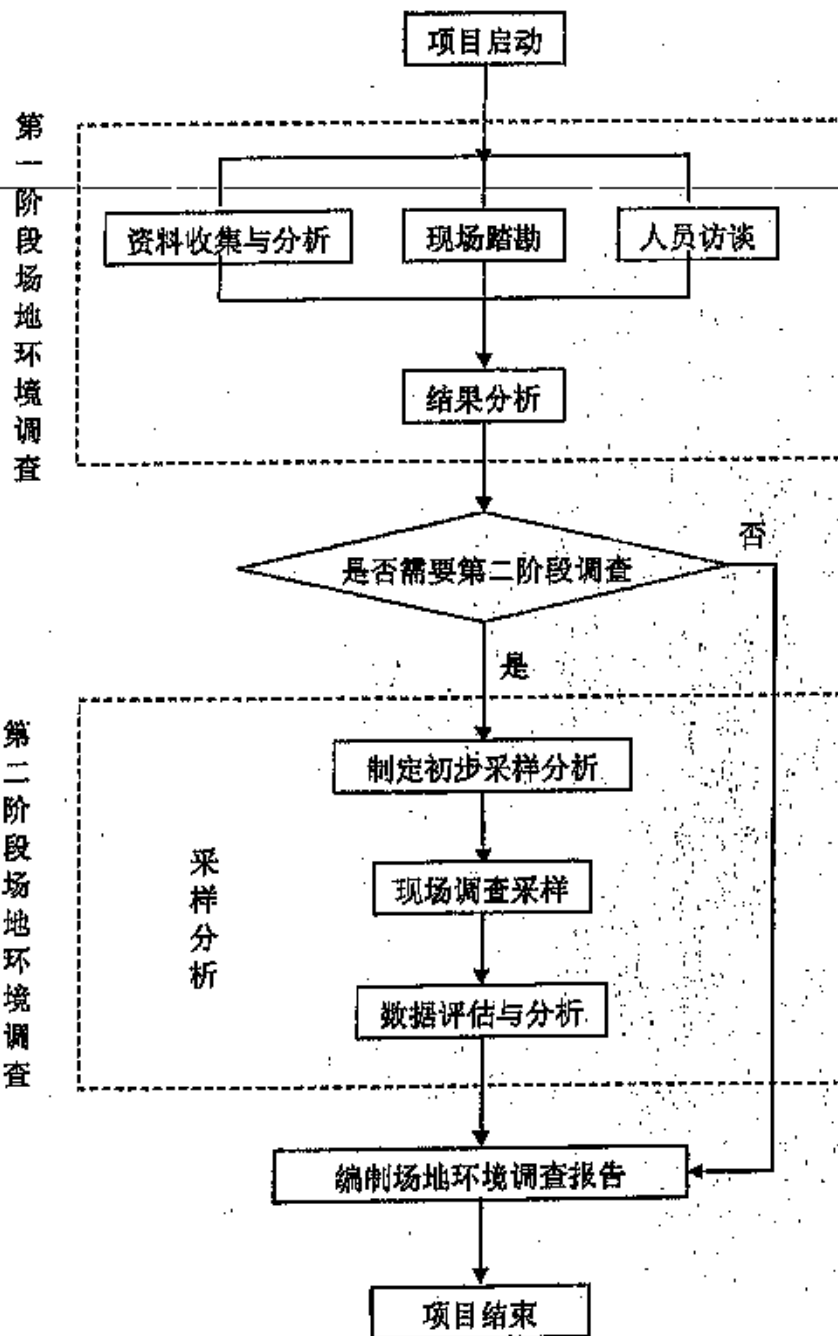 项目启动
第一阶段场地环境调查
资料收集与分析
现场踏勘
人员访谈
结果分析
是否需要第二阶段调查
否
是
第二阶段场地环境调查
制定初步采样分析
采样分析
现场调查采样
数据评估与分析
编制场地环境调查报告
项目结束